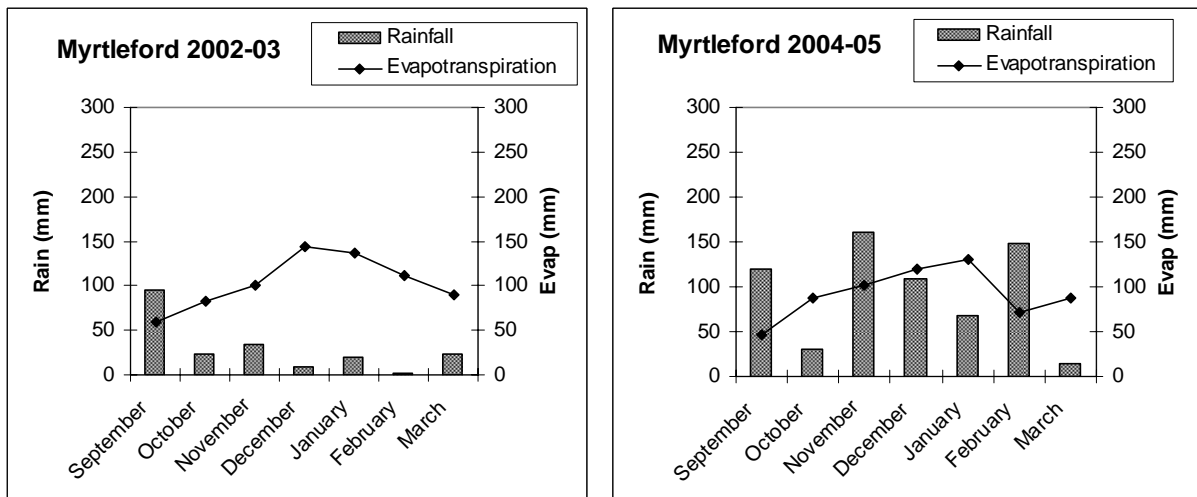 Myrtleford 2002-03
Rainfall
Evapotranspiration
300
250
200
150
100
50
0
Rain (mm)
300
250
200
150
100
50
0
Evap (mm)
September
October
November
December
January
February
March
Myrtleford 2004-05
Rainfall
Evapotranspiration
300
250
200
150
100
50
0
Rain (mm)
300
250
200
150
100
50
0
Evap (mm)
September
October
November
December
January
February
March